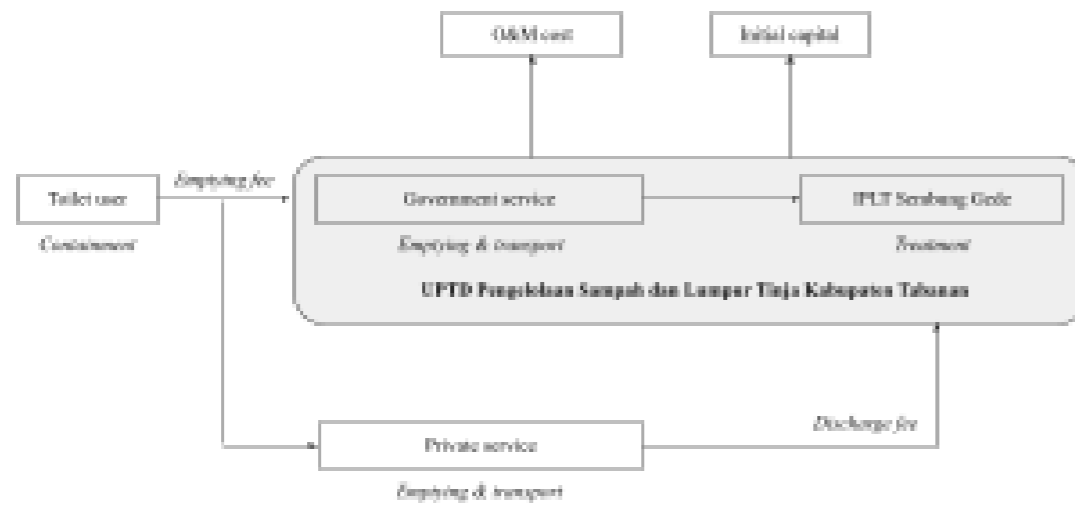 O&M cost
Initial capital
Emptying fee
Toilet user
Government service
IPLT Sembung Gede
Containment
Emptying & transport
Treatment
UPTD Pengelolaan Sampah dan Lumpur Tinja Kabupaten Tabanan
Discharge fee
Private service
Emptying & transport